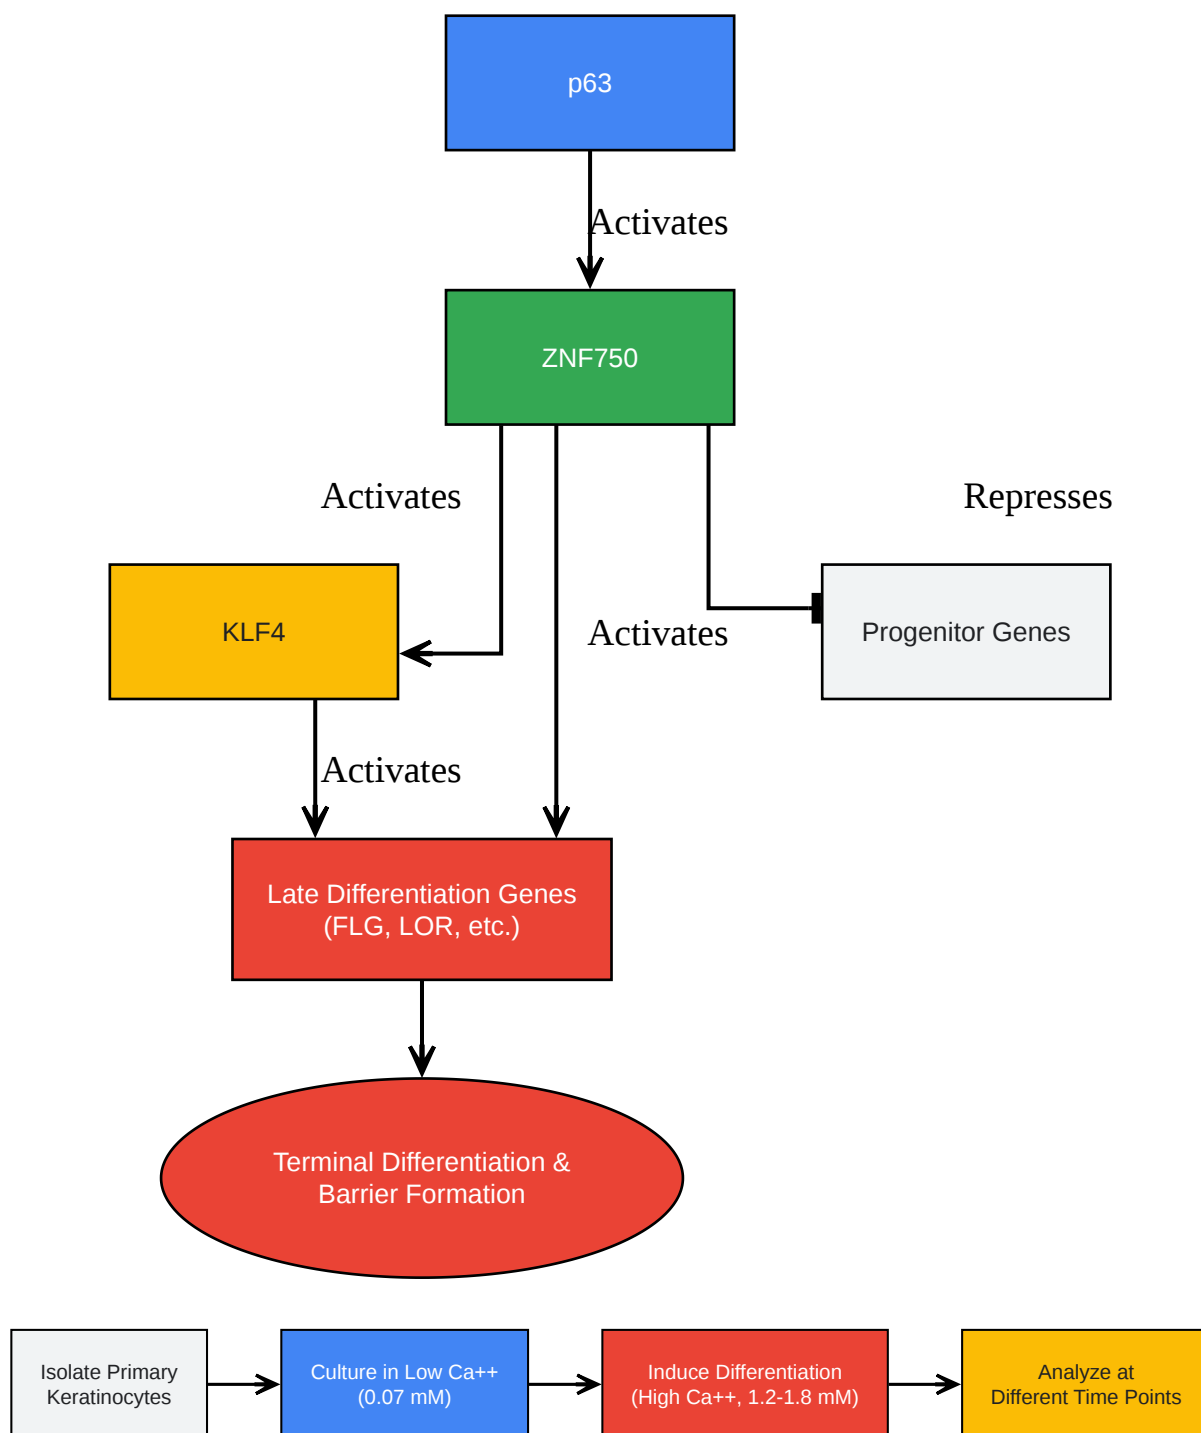 p63
Activates
ZNF750
Activates
Represses
KLF4
Activates
Progenitor Genes
Activates
Late Differentiation Genes
(FLG, LOR, etc.)
Terminal Differentiation &
Barrier Formation
Isolate Primary
Keratinocytes
Culture in Low Ca++
(0.07 mM)
Induce Differentiation
(High Ca++, 1.2-1.8 mM)
Analyze at
Different Time Points